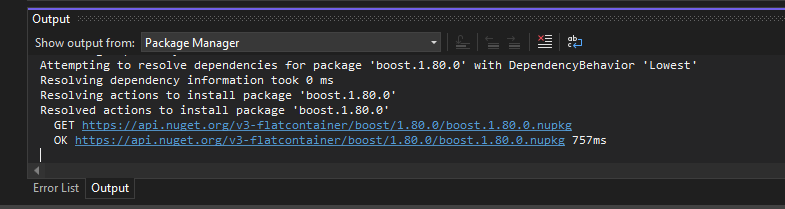 Output
Show output from: Package Manager
Attempting to resolve dependencies for package 'boost.1.80.0' with DependencyBehavior 'Lowest'
Resolving dependency information took 0 ms
Resolving actions to install package 'boost.1.80.0'
Resolved actions to install package 'boost.1.80.0'
GET https://api.nuget.org/v3-flatcontainer/boost/1.80.0/boost.1.80.0.nupkg
OK https://api.nuget.org/v3-flatcontainer/boost/1.80.0/boost.1.80.0.nupkg 757ms
Error List Output